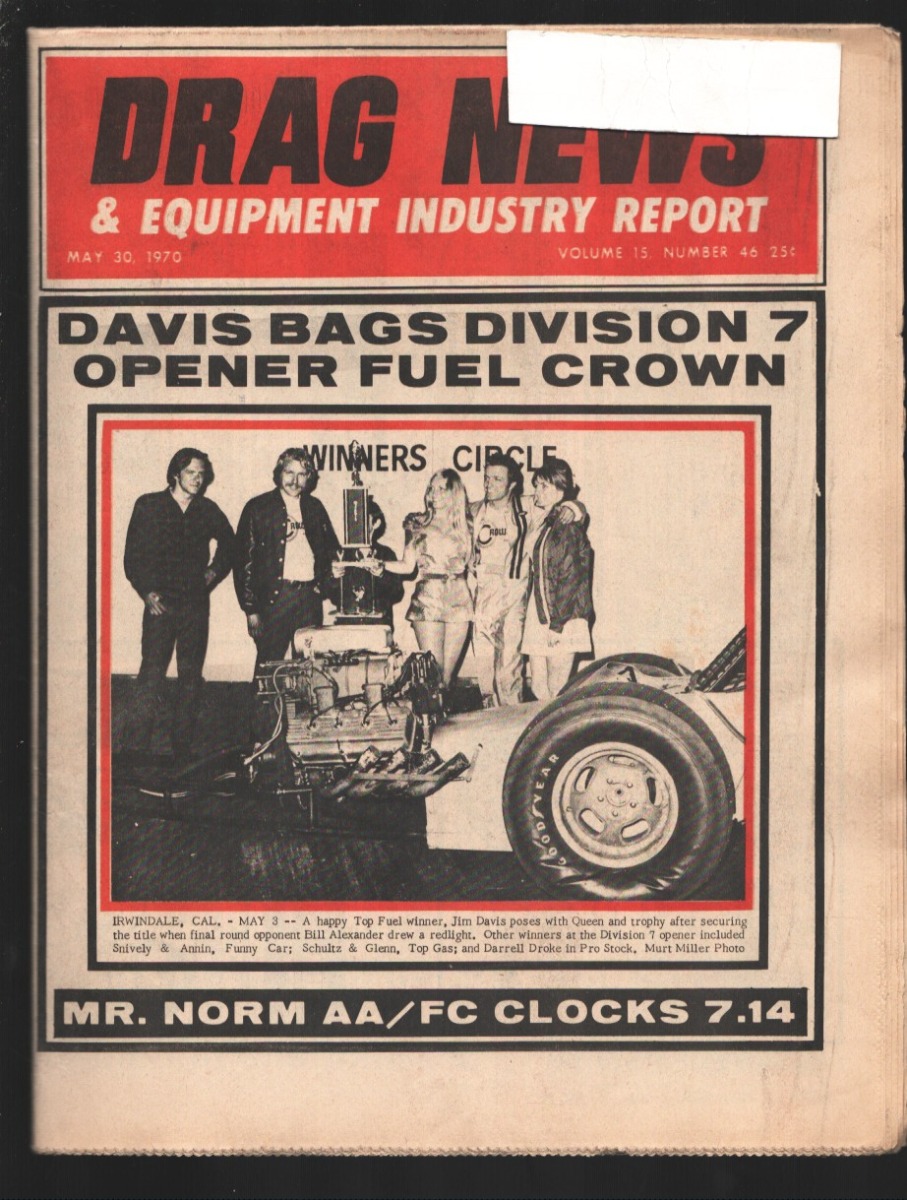 DRAG NEWS
& EQUIPMENT INDUSTRY REPORT
MAY 30, 1970 VOLUME 15, NUMBER 46 25¢
DAVIS BAGS DIVISION 7
OPENER FUEL CROWN
WINNERS CIRCLE
CROW
GOODYEAR
IRWINDALE, CAL. - MAY 3 -- A happy Top Fuel winner, Jim Davis poses with Queen and trophy after securing
the title when final round opponent Bill Alexander drew a redlight. Other winners at the Division 7 opener included
Snively & Annin, Funny Car; Schultz & Glenn, Top Gas; and Darrell Droke in Pro Stock. Murt Miller Photo
MR. NORM AA/FC CLOCKS 7.14